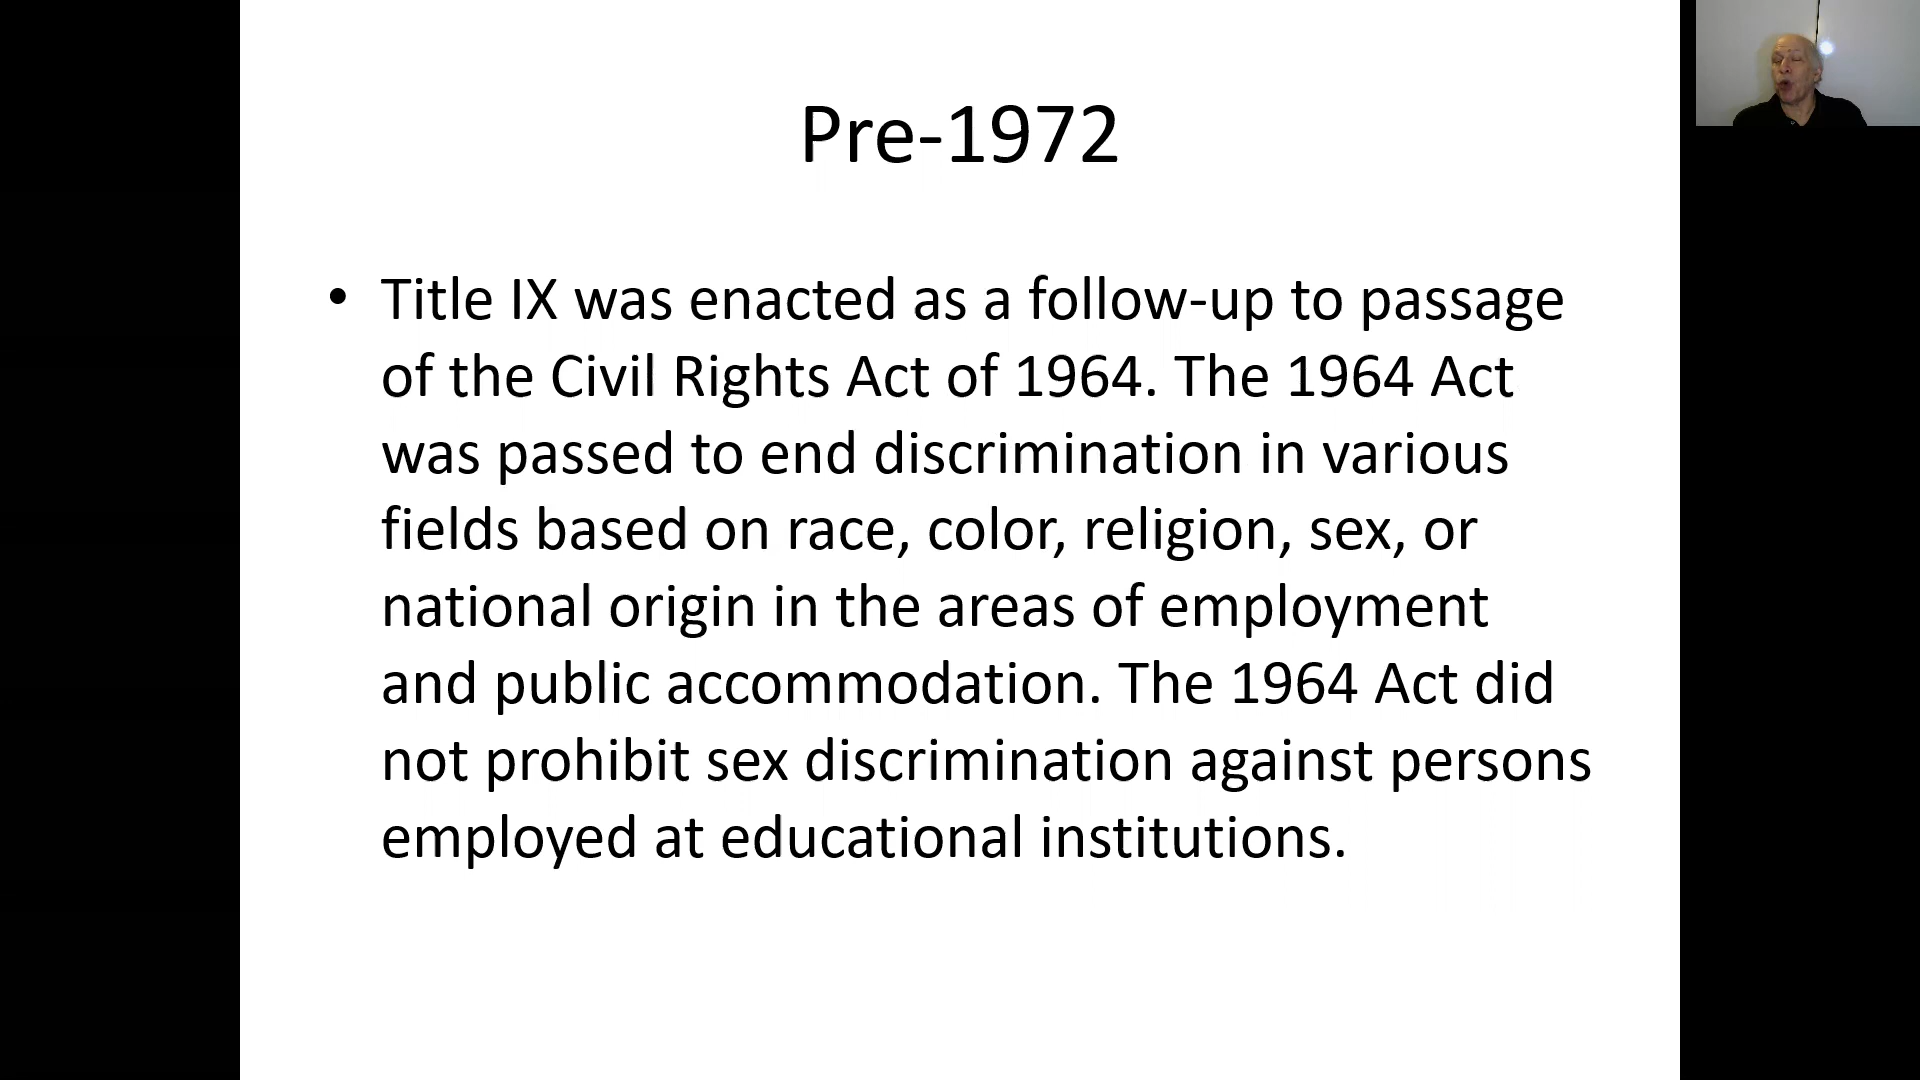 Pre-1972
• Title IX was enacted as a follow-up to passage
of the Civil Rights Act of 1964. The 1964 Act
was passed to end discrimination in various
fields based on race, color, religion, sex, or
national origin in the areas of employment
and public accommodation. The 1964 Act did
not prohibit sex discrimination against persons
employed at educational institutions.